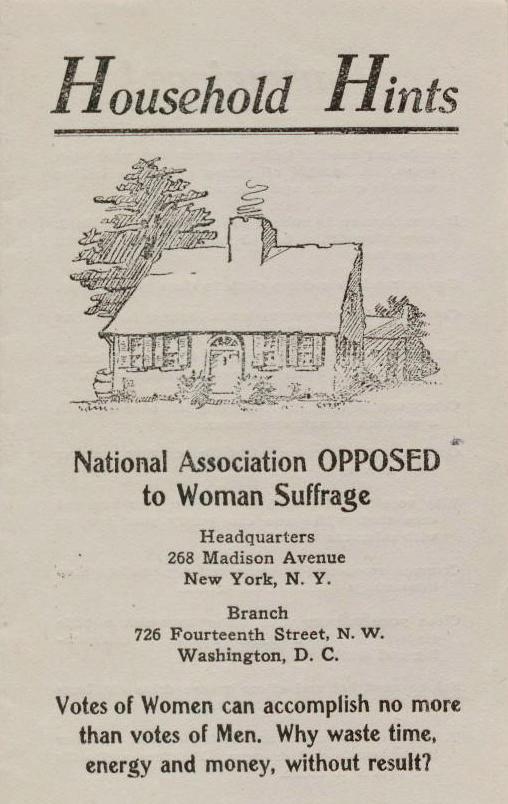 Household Hints
National Association OPPOSED
to Woman Suffrage
Headquarters
268 Madison Avenue
New York, N. Y.
Branch
726 Fourteenth Street, N. W.
Washington, D. C.
Votes of Women can accomplish no more
than votes of Men. Why waste time,
energy and money, without result?